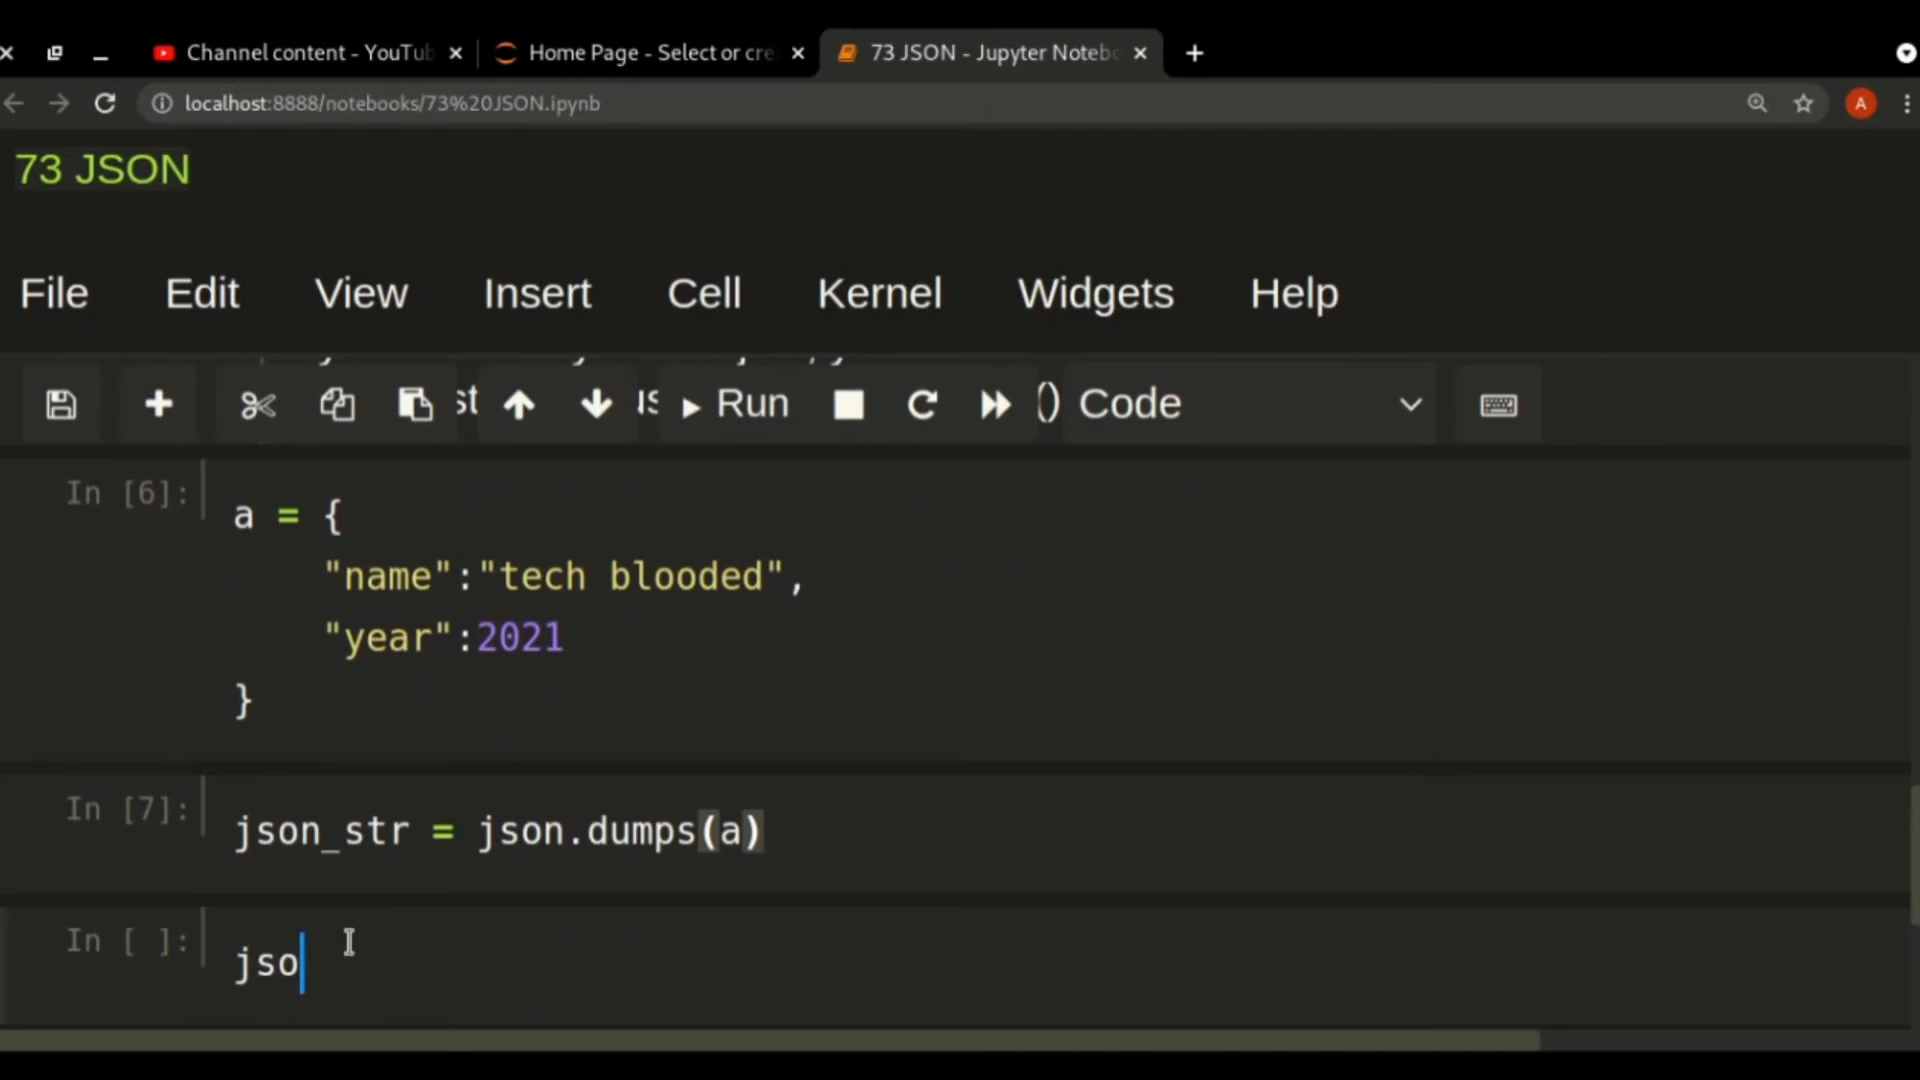 Channel content - YouTub
Home Page - Select or cre
73 JSON - Jupyter Notebo
localhost:8888/notebooks/73%20JSON.ipynb
A
73 JSON
File Edit View Insert Cell Kernel Widgets Help
st
Run
() Code
In [6]:
a = {
"name":"tech blooded",
"year":2021
}
In [7]:
json_str = json.dumps(a)
In [ ]:
jso